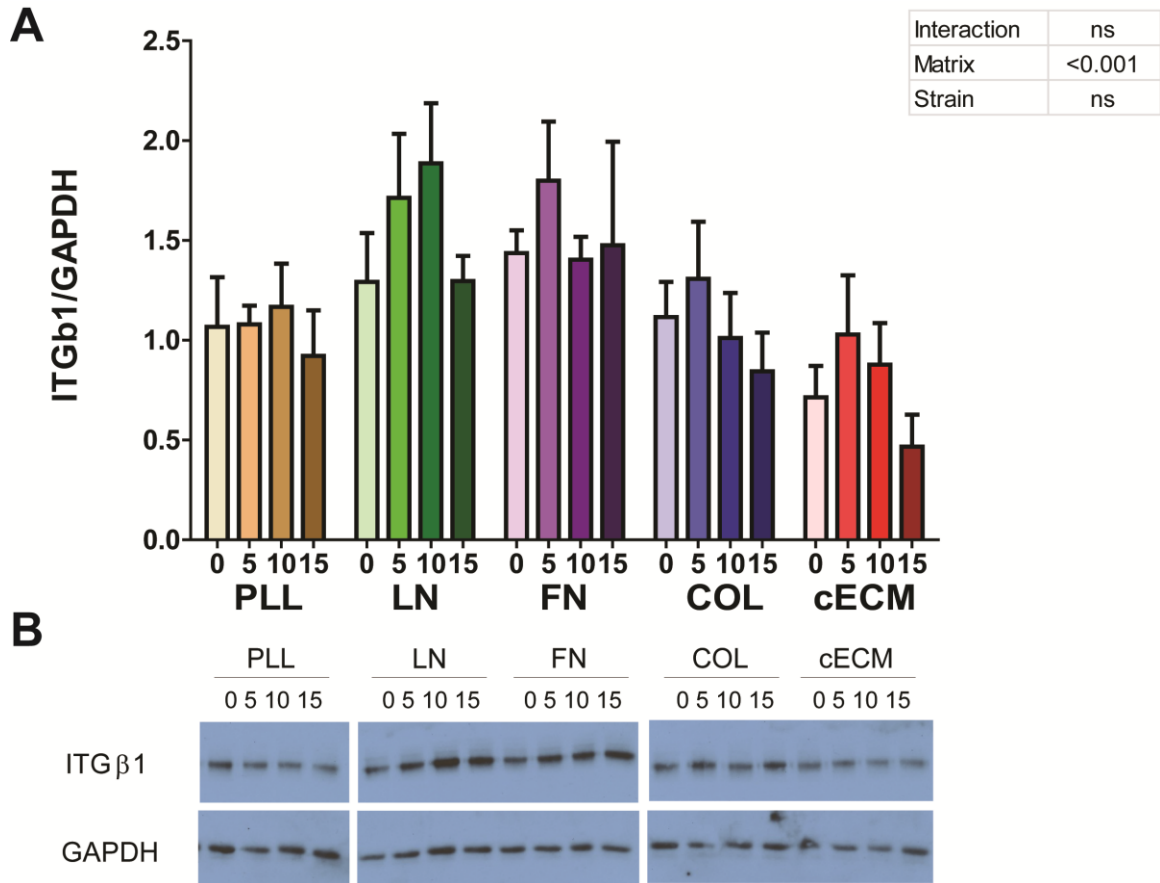 A
Interaction ns
Matrix <0.001
Strain ns
ITGb1/GAPDH
2.5
2.0
1.5
1.0
0.5
0.0
0 5 10 15 0 5 10 15 0 5 10 15 0 5 10 15 0 5 10 15
PLL LN FN COL cECM
B
PLL LN FN COL cECM
0 5 10 15 0 5 10 15 0 5 10 15 0 5 10 15 0 5 10 15
ITGβ1
GAPDH